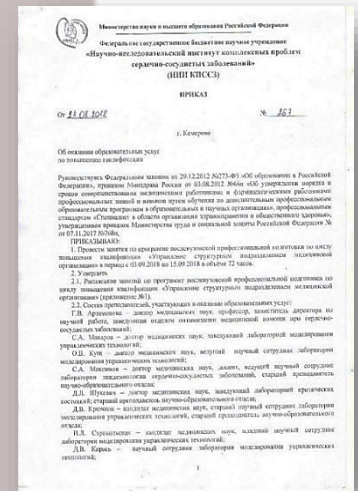 Министерство науки и высшего образования Российской Федерации
Федеральное государственное бюджетное научное учреждение
«Научно-исследовательский институт комплексных проблем
сердечно-сосудистых заболеваний»
(НИИ КПССЗ)
ПРИКАЗ
От 21.08.2018 № 267
г. Кемерово
Об оказании образовательных услуг
по повышению квалификации
Руководствуясь Федеральным законом от 29.12.2012 №273-ФЗ «Об образовании в Российской
Федерации», приказом Минздрава России от 03.08.2012 №66н «Об утверждении порядка и
сроков совершенствования медицинскими работниками и фармацевтическими работниками
профессиональных знаний и навыков путем обучения по дополнительным профессиональным
образовательным программам в образовательных и научных организациях», профессиональным
стандартом «Специалист в области организации здравоохранения и общественного здоровья»,
утвержденным приказом Министерства труда и социальной защиты Российской Федерации №
от 07.11.2017 №768н,
ПРИКАЗЫВАЮ:
1. Провести занятия по программе послевузовской профессиональной подготовки по циклу
повышения квалификации «Управление структурным подразделением медицинской
организации» в период с 03.09.2018 по 15.09.2018 в объёме 72 часов.
2. Утвердить
2.1. Расписание занятий по программе послевузовской профессиональной подготовки по
циклу повышения квалификации «Управление структурным подразделением медицинской
организации» (приложение №1).
2.2. Состав преподавателей, участвующих в оказании образовательных услуг:
Г.В. Артамонова – доктор медицинских наук, профессор, заместитель директора по
научной работе, заведующая отделом оптимизации медицинской помощи при сердечно-
сосудистых заболеваниях;
С.А. Макаров – доктор медицинских наук, заведующий лабораторией моделирования
управленческих технологий;
– доктор медицинских наук, ведущий научный сотрудник лаборатории
моделирования управленческих технологий;
С.А. Максимов – доктор медицинских наук, доцент, ведущий научный сотрудник
лаборатории эпидемиологии сердечно-сосудистых заболеваний, старший преподаватель
научно-образовательного отдела;
– доктор медицинских наук, заведующий лабораторией критических
состояний, старший преподаватель научно-образовательного отдела;
Д.В. Крючков – кандидат медицинских наук, старший научный сотрудник лаборатории
моделирования управленческих технологий, старший преподаватель научно-образовательного
отдела;
– кандидат медицинских наук, младший научный сотрудник
лаборатории моделирования управленческих технологий;
Д.В. – научный сотрудник лаборатории моделирования управленческих
технологий;
1